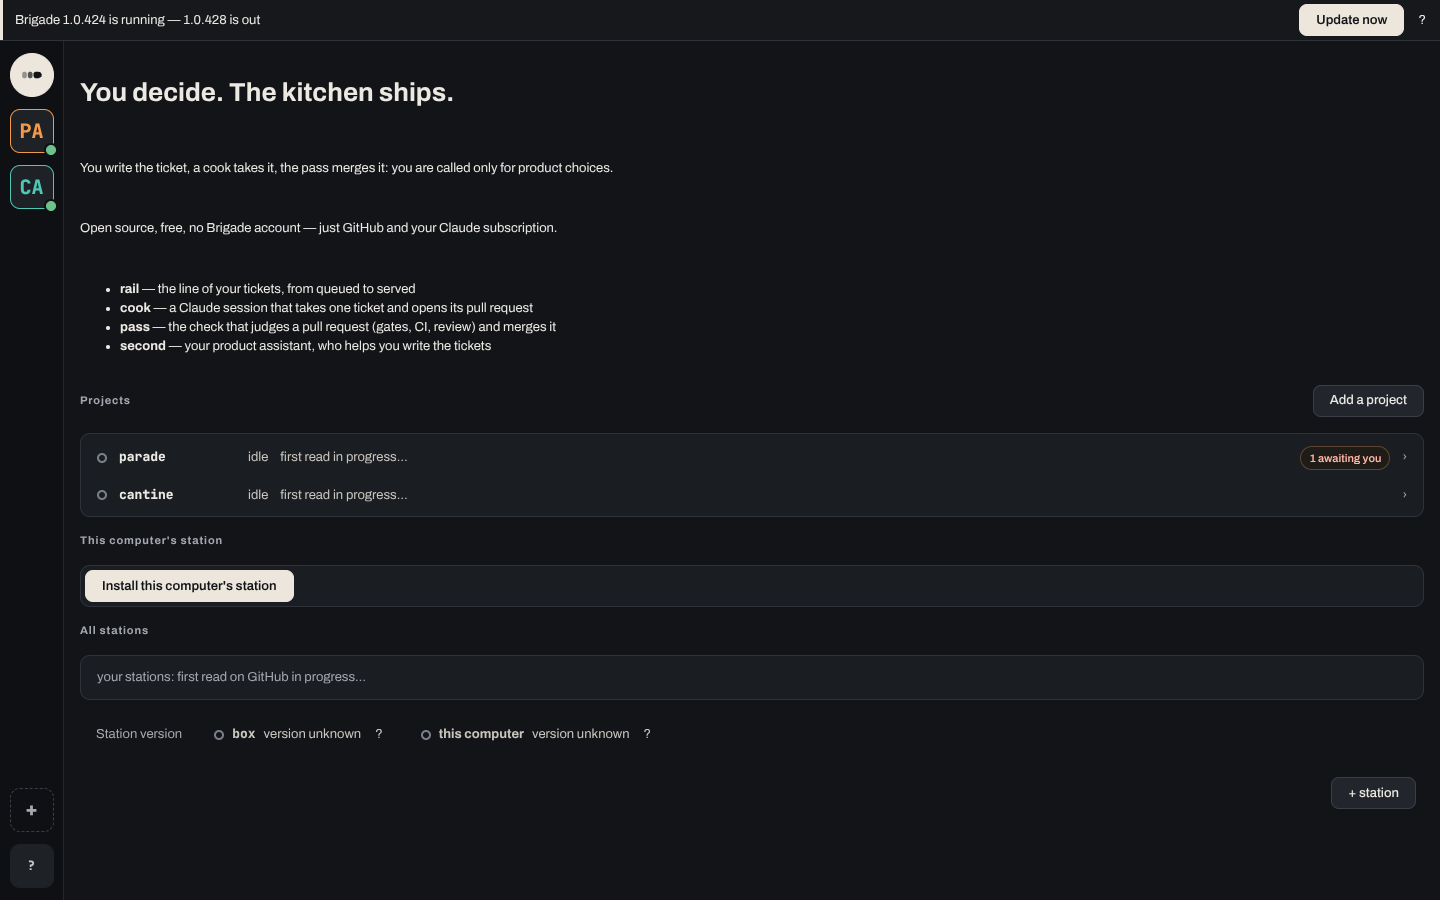 Brigade 1.0.424 is running — 1.0.428 is out
Update now
?
PA
CA
You decide. The kitchen ships.
You write the ticket, a cook takes it, the pass merges it: you are called only for product choices.
Open source, free, no Brigade account — just GitHub and your Claude subscription.
• rail — the line of your tickets, from queued to served
• cook — a Claude session that takes one ticket and opens its pull request
• pass — the check that judges a pull request (gates, CI, review) and merges it
• second — your product assistant, who helps you write the tickets
Projects
Add a project
parade idle first read in progress... 1 awaiting you ›
cantine idle first read in progress... ›
This computer's station
Install this computer's station
All stations
your stations: first read on GitHub in progress...
Station version box version unknown ? this computer version unknown ?
+ station
+
?